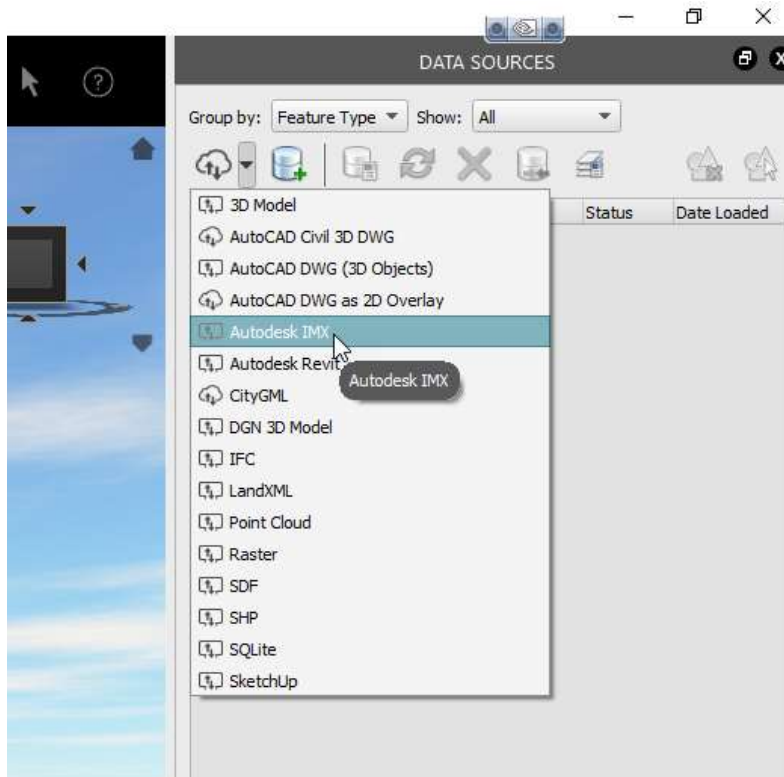 DATA SOURCES
Group by: Feature Type Show: All
Status Date Loaded
3D Model
AutoCAD Civil 3D DWG
AutoCAD DWG (3D Objects)
AutoCAD DWG as 2D Overlay
Autodesk IMX
Autodesk Revit
Autodesk IMX
CityGML
DGN 3D Model
IFC
LandXML
Point Cloud
Raster
SDF
SHP
SQLite
SketchUp